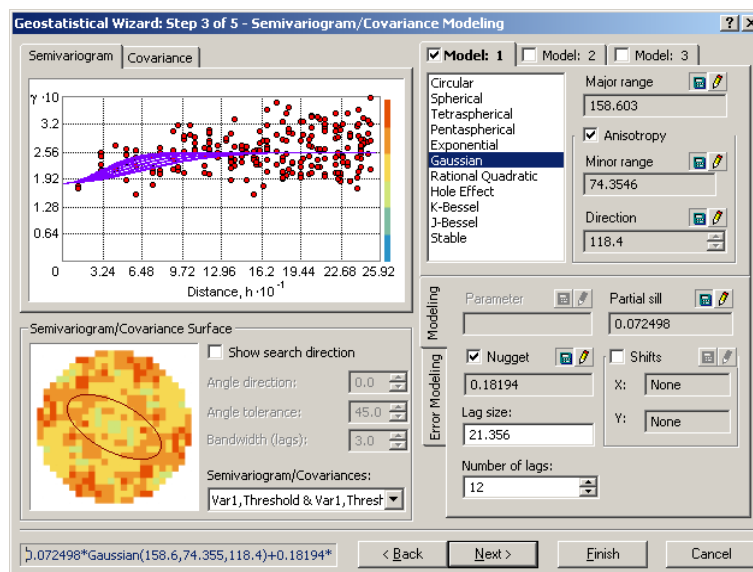 Geostatistical Wizard: Step 3 of 5 - Semivariogram/Covariance Modeling
Semivariogram
Covariance
γ ·10
3.2
2.56
1.92
1.28
0.64
0 3.24 6.48 9.72 12.96 16.2 19.44 22.68 25.92
Distance, h ·10⁻¹
Semivariogram/Covariance Surface
Show search direction
Angle direction: 0.0
Angle tolerance: 45.0
Bandwidth (lags): 3.0
Semivariogram/Covariances:
Var1,Threshold & Var1,Thresh
Model: 1
Model: 2
Model: 3
Circular
Spherical
Tetraspherical
Pentaspherical
Exponential
Gaussian
Rational Quadratic
Hole Effect
K-Bessel
J-Bessel
Stable
Major range
158.603
Anisotropy
Minor range
74.3546
Direction
118.4
Modeling
Error Modeling
Parameter
Partial sill
0.072498
Nugget
0.18194
Shifts
X: None
Y: None
Lag size:
21.356
Number of lags:
12
.072498*Gaussian(158.6,74.355,118.4)+0.18194*
< Back
Next >
Finish
Cancel